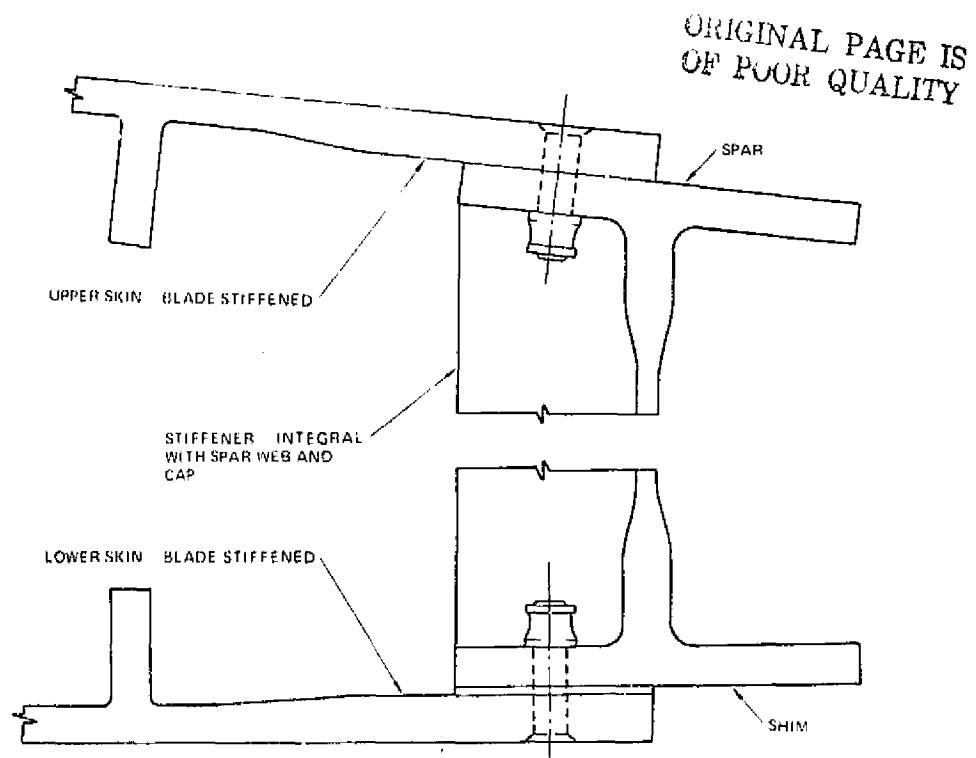 ORIGINAL PAGE IS
OF POOR QUALITY
SPAR
UPPER SKIN BLADE STIFFENED
STIFFENER INTEGRAL
WITH SPAR WEB AND
CAP
LOWER SKIN BLADE STIFFENED
SHIM